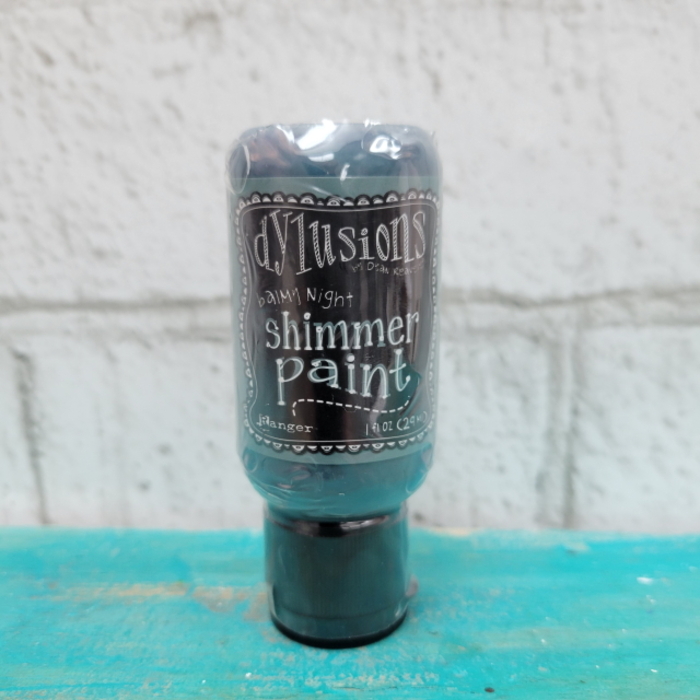 dylusions
by Dyan Reaveley
balmy Night
shimmer
paint
Ranger
1 fl oz (29 ml)